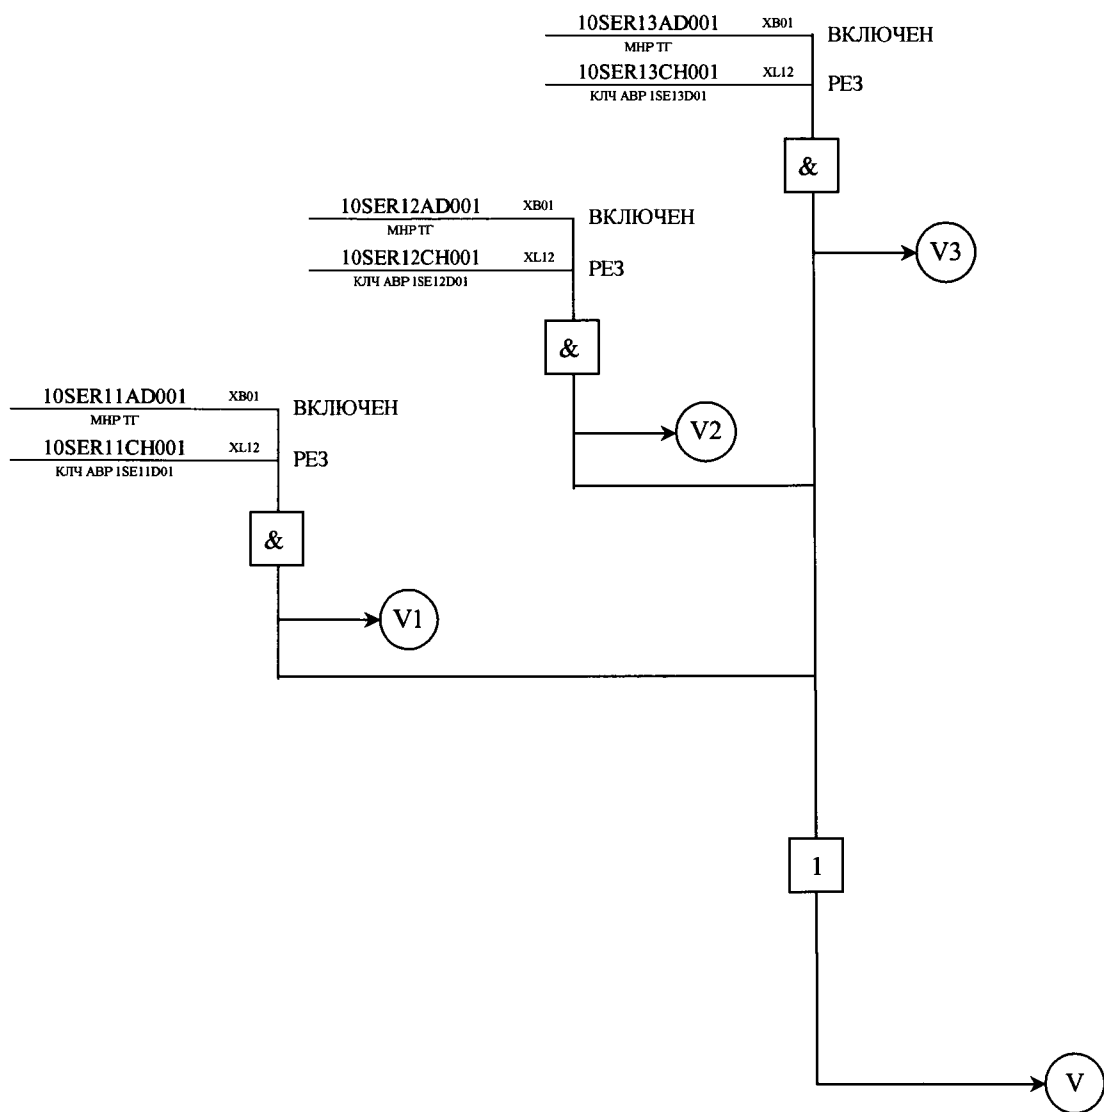 10SER13AD001 XB01 ВКЛЮЧЕН
МНР ТГ
10SER13CH001 XL12 РЕЗ
КЛЧ АВР 1SE13D01
&
10SER12AD001 XB01 ВКЛЮЧЕН
МНР ТГ
10SER12CH001 XL12 РЕЗ
КЛЧ АВР 1SE12D01
V3
&
10SER11AD001 XB01 ВКЛЮЧЕН
МНР ТГ
V2
10SER11CH001 XL12 РЕЗ
КЛЧ АВР 1SE11D01
&
V1
1
V